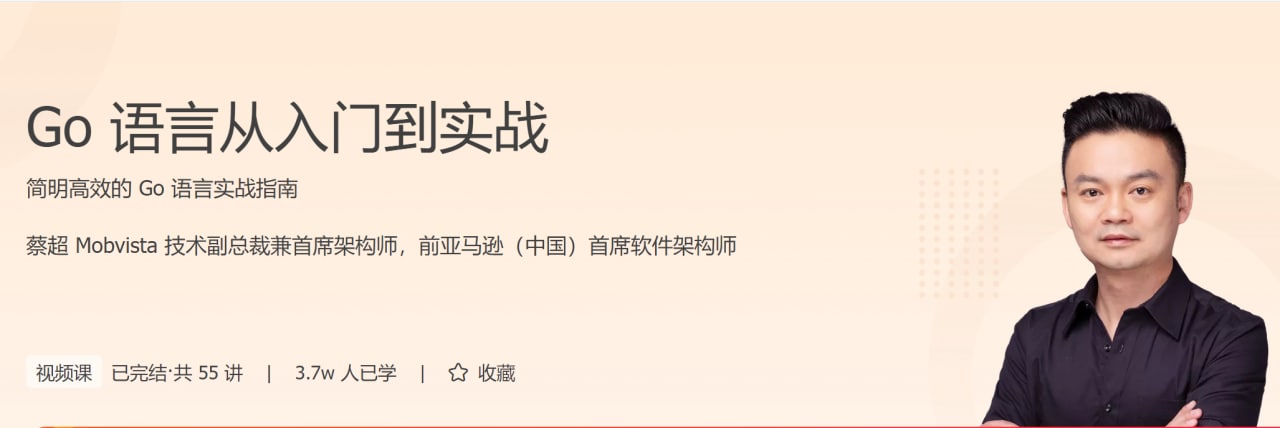 Go 语言从入门到实战
简明高效的 Go 语言实战指南
蔡超 Mobvista 技术副总裁兼首席架构师，前亚马逊（中国）首席软件架构师
视频课 已完结·共 55 讲 | 3.7w 人已学 | 收藏